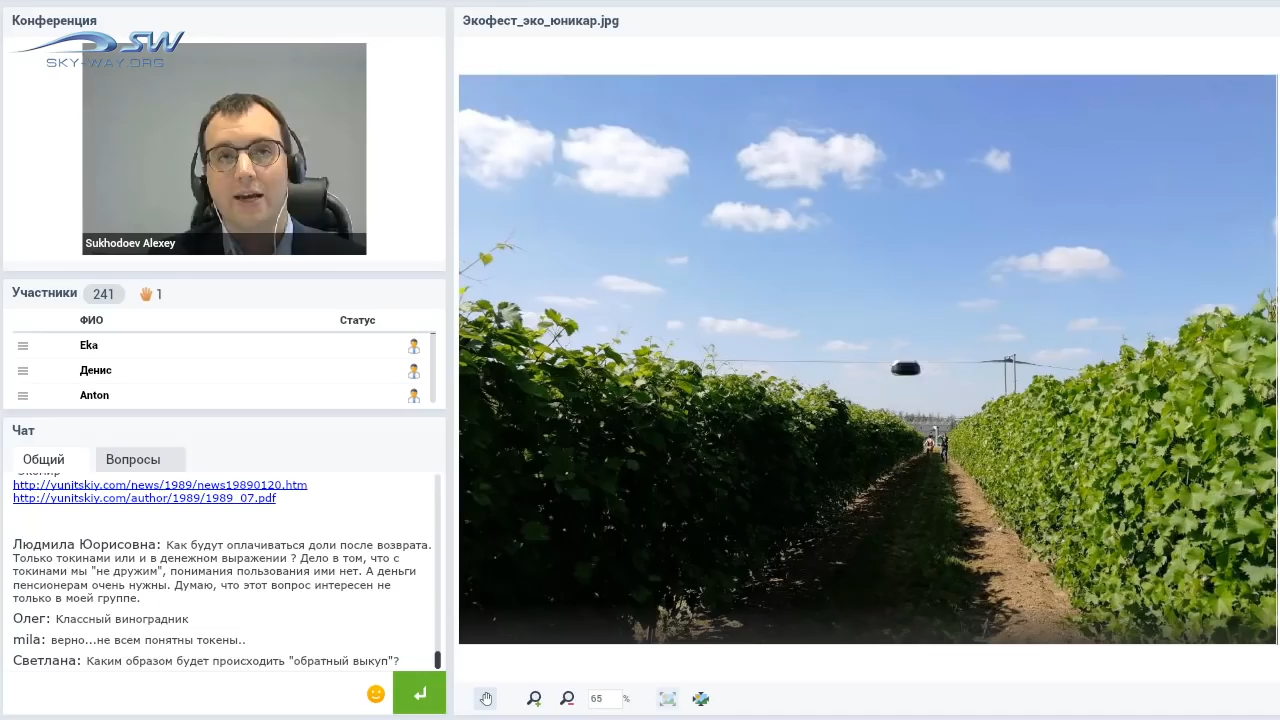 Конференция
SW
SKY-WAY.ORG
Sukhodoev Alexey
Участники 241 1
ФИО Статус
Eka
Денис
Anton
Чат
Общий Вопросы
http://yunitskiy.com/news/1989/news19890120.htm
http://yunitskiy.com/author/1989/1989_07.pdf
Людмила Юорисовна: Как будут оплачиваться доли после возврата.
Только токинами или и в денежном выражении ? Дело в том, что с
токинами мы "не дружим", понимания пользования ими нет. А деньги
пенсионерам очень нужны. Думаю, что этот вопрос интересен не
только в моей группе.
Олег: Классный виноградник
mila: верно...не всем понятны токены..
Светлана: Каким образом будет происходить "обратный выкуп"?
Экофест_эко_юникар.jpg
65 %